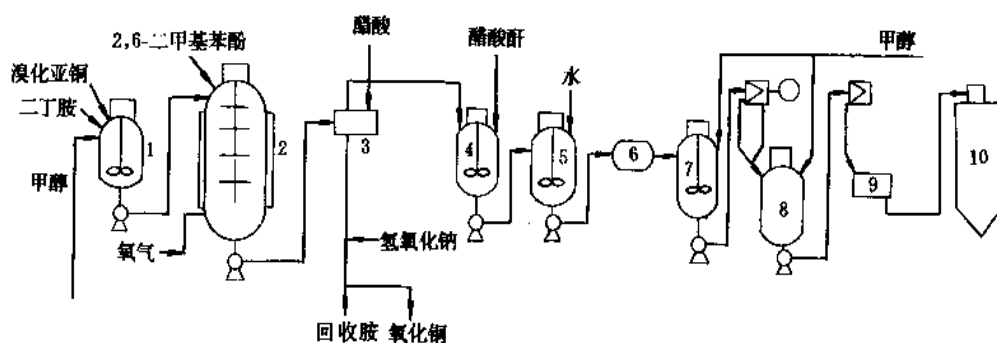 2,6-二甲基苯酚
溴化亚铜
二丁胺
甲醇
氧气
1
2
醋酸
3
氢氧化钠
回收胺
氧化铜
醋酸酐
4
水
5
6
7
甲醇
8
9
10